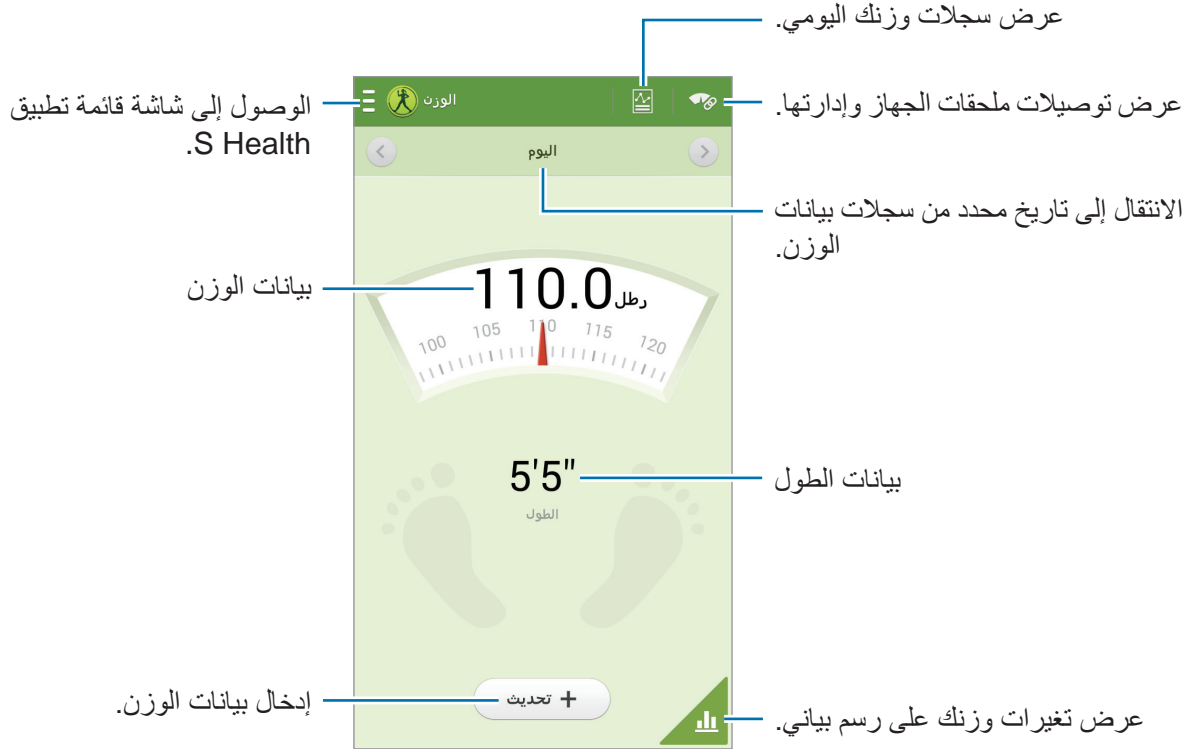 عرض سجلات وزنك اليومي.
عرض توصيلات ملحقات الجهاز وإدارتها.
الوصول إلى شاشة قائمة تطبيق
S Health.
الوزن
اليوم
الانتقال إلى تاريخ محدد من سجلات بيانات
الوزن.
بيانات الوزن
110.0 رطل
100 105 110 115 120
5'5"
بيانات الطول
الطول
إدخال بيانات الوزن.
+ تحديث
عرض تغيرات وزنك على رسم بياني.